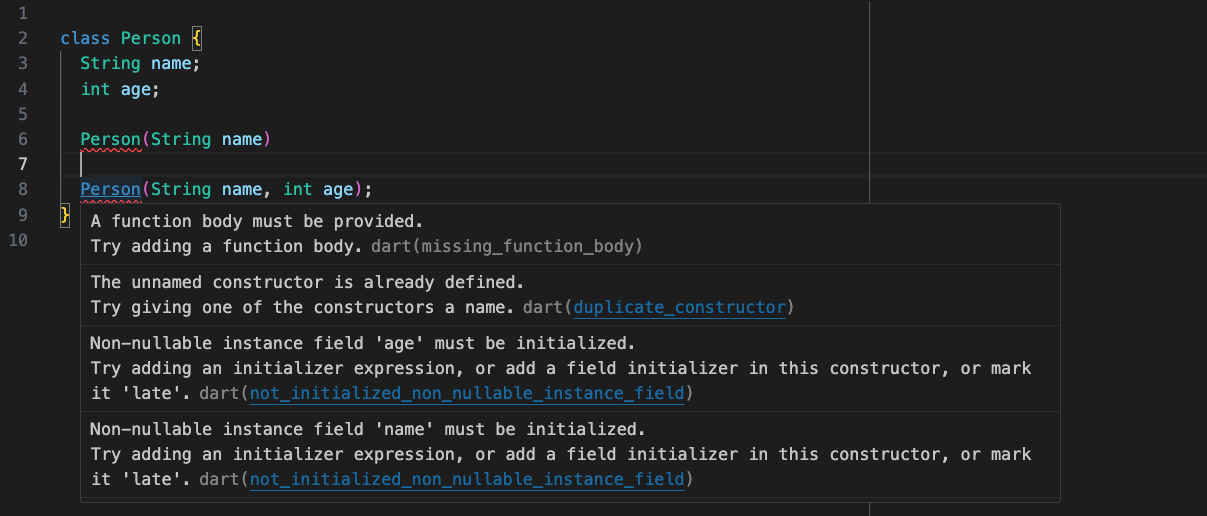 1
2 class Person {
3 String name;
4 int age;
5
6 Person(String name)
7
8 Person(String name, int age);
9 }
10
A function body must be provided.
Try adding a function body. dart(missing_function_body)
The unnamed constructor is already defined.
Try giving one of the constructors a name. dart(duplicate_constructor)
Non-nullable instance field 'age' must be initialized.
Try adding an initializer expression, or add a field initializer in this constructor, or mark
it 'late'. dart(not_initialized_non_nullable_instance_field)
Non-nullable instance field 'name' must be initialized.
Try adding an initializer expression, or add a field initializer in this constructor, or mark
it 'late'. dart(not_initialized_non_nullable_instance_field)